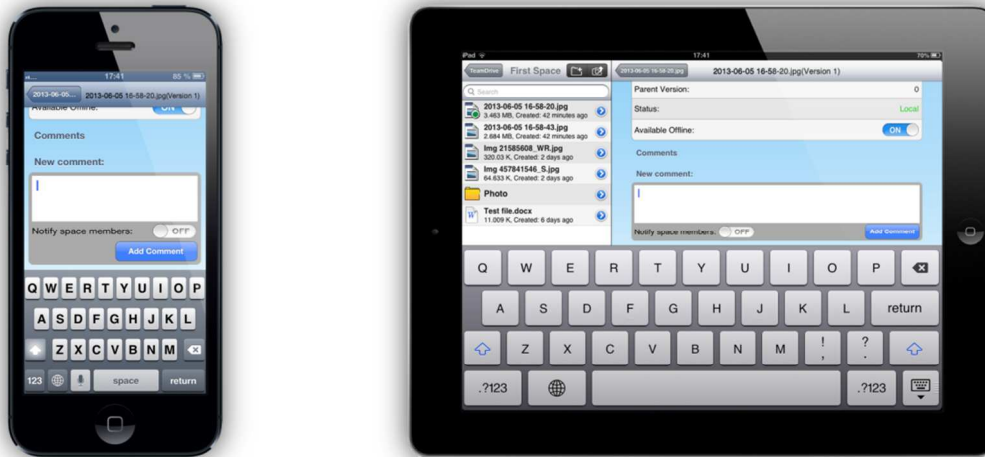 17:41 85 %
2013-06-05... 2013-06-05 16-58-20.jpg(Version 1)
Available Offline: ON
Comments
New comment:
Notify space members: OFF
Add Comment
Q W E R T Y U I O P
A S D F G H J K L
Z X C V B N M
123 space return
iPad 17:41 70%
TeamDrive First Space 2013-06-05 16-58-20.jpg 2013-06-05 16-58-20.jpg(Version 1)
Search
2013-06-05 16-58-20.jpg
3.463 MB, Created: 42 minutes ago
2013-06-05 16-58-43.jpg
2.684 MB, Created: 42 minutes ago
Img 21585608_WR.jpg
320.03 K, Created: 2 days ago
Img 457841546_S.jpg
64.633 K, Created: 2 days ago
Photo
Test file.docx
11.009 K, Created: 6 days ago
Parent Version: 0
Status: Local
Available Offline: ON
Comments
New comment:
Notify space members: OFF
Add Comment
Q W E R T Y U I O P
A S D F G H J K L return
Z X C V B N M ! , ? .
.?123 .?123